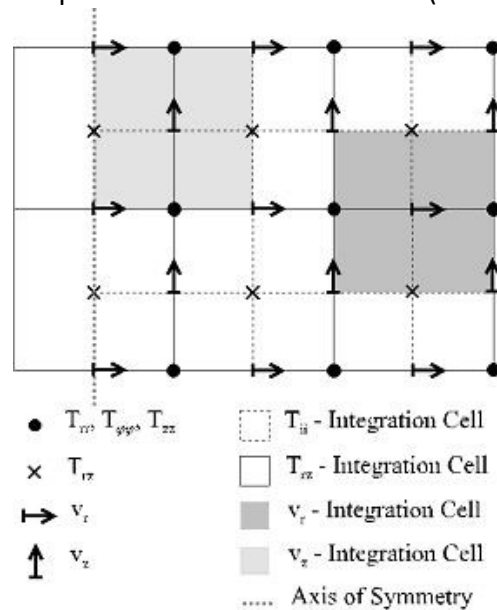 T_rr, T_φφ, T_zz
T_rz
v_r
v_z
T_ii - Integration Cell
T_rz - Integration Cell
v_r - Integration Cell
v_z - Integration Cell
Axis of Symmetry